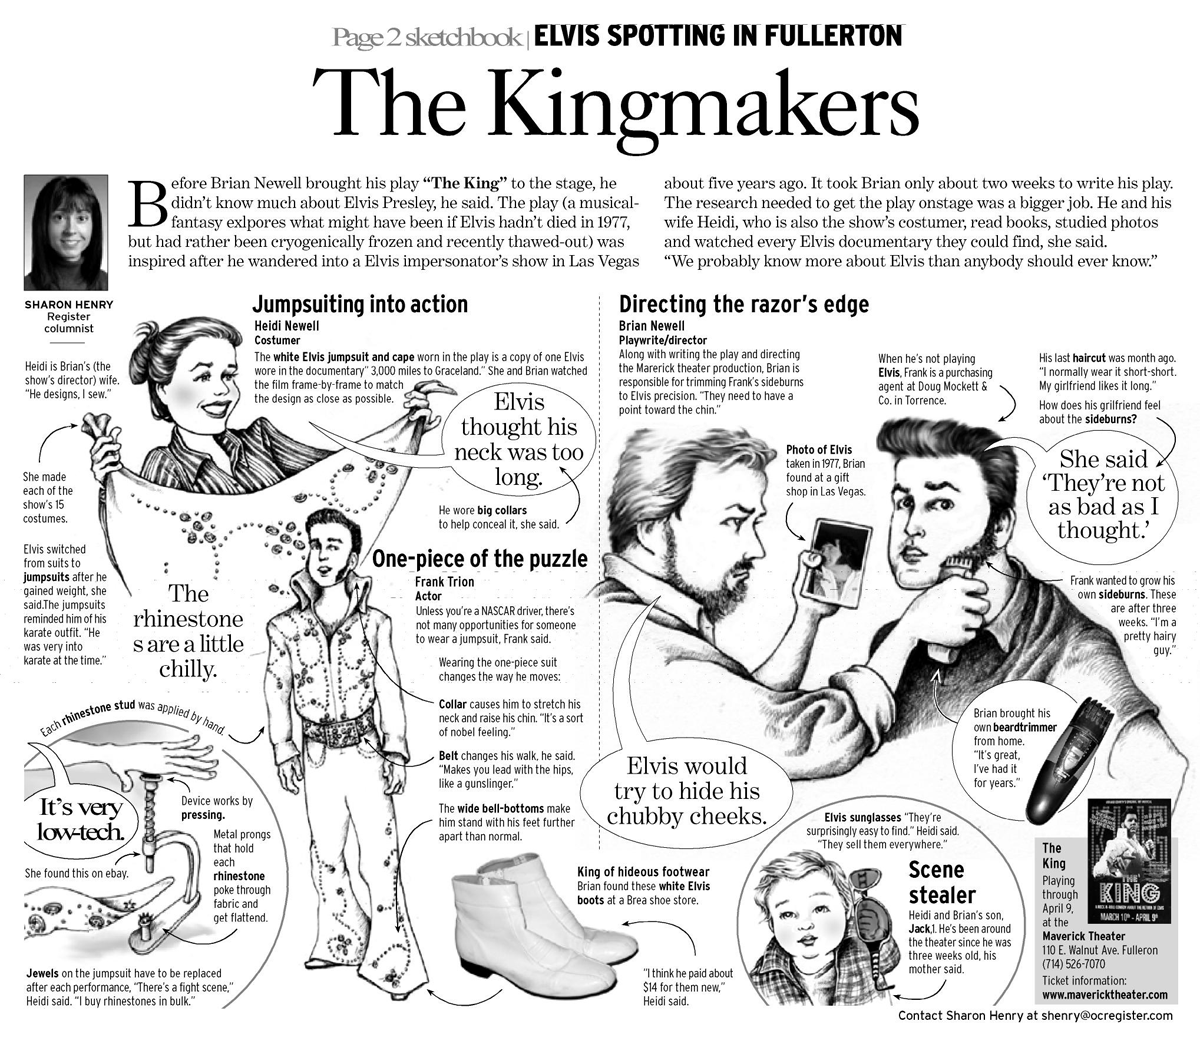 Page 2 sketchbook | ELVIS SPOTTING IN FULLERTON
The Kingmakers
SHARON HENRY
Register
columnist
Before Brian Newell brought his play “The King” to the stage, he
didn’t know much about Elvis Presley, he said. The play (a musical-
fantasy exlpores what might have been if Elvis hadn’t died in 1977,
but had rather been cryogenically frozen and recently thawed-out) was
inspired after he wandered into a Elvis impersonator’s show in Las Vegas
about five years ago. It took Brian only about two weeks to write his play.
The research needed to get the play onstage was a bigger job. He and his
wife Heidi, who is also the show’s costumer, read books, studied photos
and watched every Elvis documentary they could find, she said.
“We probably know more about Elvis than anybody should ever know.”
Jumpsuiting into action
Heidi Newell
Costumer
The white Elvis jumpsuit and cape worn in the play is a copy of one Elvis
wore in the documentary” 3,000 miles to Graceland.” She and Brian watched
the film frame-by-frame to match
the design as close as possible.
Heidi is Brian’s (the
show’s director) wife.
“He designs, I sew.”
She made
each of the
show’s 15
costumes.
Elvis switched
from suits to
jumpsuits after he
gained weight, she
said.The jumpsuits
reminded him of his
karate outfit. “He
was very into
karate at the time.”
Elvis
thought his
neck was too
long.
He wore big collars
to help conceal it, she said.
The
rhinestone
s are a little
chilly.
One-piece of the puzzle
Frank Trion
Actor
Unless you’re a NASCAR driver, there’s
not many opportunities for someone
to wear a jumpsuit, Frank said.
Wearing the one-piece suit
changes the way he moves:
Collar causes him to stretch his
neck and raise his chin. “It’s a sort
of nobel feeling.”
Belt changes his walk, he said.
“Makes you lead with the hips,
like a gunslinger.”
The wide bell-bottoms make
him stand with his feet further
apart than normal.
Each rhinestone stud was applied by hand.
It’s very
low-tech.
Device works by
pressing.
Metal prongs
that hold
each
rhinestone
poke through
fabric and
get flattend.
She found this on ebay.
Jewels on the jumpsuit have to be replaced
after each performance, “There’s a fight scene,”
Heidi said. “I buy rhinestones in bulk.”
King of hideous footwear
Brian found these white Elvis
boots at a Brea shoe store.
“I think he paid about
$14 for them new,”
Heidi said.
Directing the razor’s edge
Brian Newell
Playwrite/director
Along with writing the play and directing
the Marerick theater production, Brian is
responsible for trimming Frank’s sideburns
to Elvis precision. “They need to have a
point toward the chin.”
Photo of Elvis
taken in 1977, Brian
found at a gift
shop in Las Vegas.
When he’s not playing
Elvis, Frank is a purchasing
agent at Doug Mockett &
Co. in Torrence.
His last haircut was month ago.
“I normally wear it short-short.
My girlfriend likes it long.”
How does his grilfriend feel
about the sideburns?
She said
‘They’re not
as bad as I
thought.’
Frank wanted to grow his
own sideburns. These
are after three
weeks. “I’m a
pretty hairy
guy.”
Elvis would
try to hide his
chubby cheeks.
Brian brought his
own beardtrimmer
from home.
“It’s great,
I’ve had it
for years.”
Elvis sunglasses “They’re
surprisingly easy to find.” Heidi said.
“They sell them everywhere.”
Scene
stealer
Heidi and Brian’s son,
Jack,1. He’s been around
the theater since he was
three weeks old, his
mother said.
THE
KING
MARCH 10th - APRIL 9th
The
King
Playing
through
April 9,
at the
Maverick Theater
110 E. Walnut Ave. Fulleron
(714) 526-7070
Ticket information:
www.mavericktheater.com
Contact Sharon Henry at shenry@ocregister.com